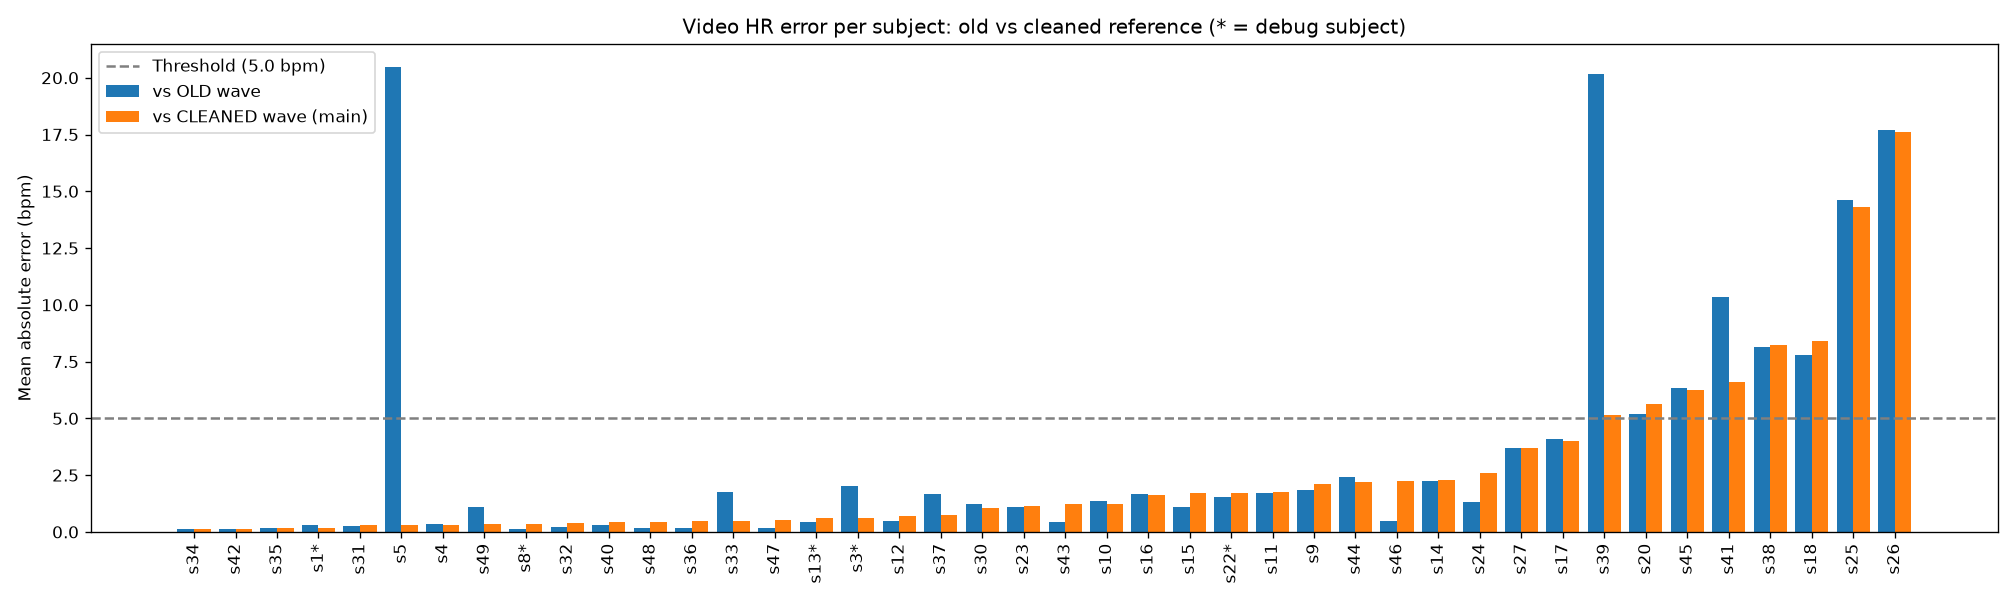 Video HR error per subject: old vs cleaned reference (* = debug subject)
Threshold (5.0 bpm)
vs OLD wave
vs CLEANED wave (main)
Mean absolute error (bpm)
20.0
17.5
15.0
12.5
10.0
7.5
5.0
2.5
0.0
s34
s42
s35
s1*
s31
s5
s4
s49
s8*
s32
s40
s48
s36
s33
s47
s13*
s3*
s12
s37
s30
s23
s43
s10
s16
s15
s22*
s11
s9
s44
s46
s14
s24
s27
s17
s39
s20
s45
s41
s38
s18
s25
s26